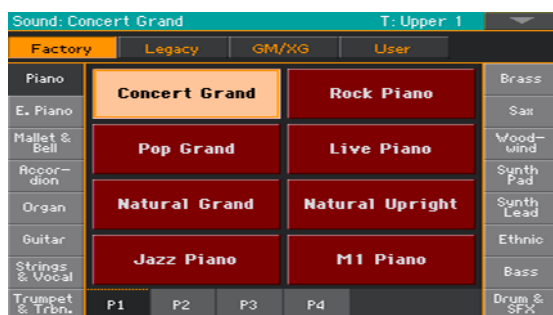 Sound: Concert Grand T: Upper 1
Factory Legacy GM/XG User
Piano
E. Piano
Mallet &
Bell
Accor-
dion
Organ
Guitar
Strings
& Vocal
Trumpet
& Trbn.
Concert Grand Rock Piano
Pop Grand Live Piano
Natural Grand Natural Upright
Jazz Piano M1 Piano
P1 P2 P3 P4
Brass
Sax
Wood-
wind
Synth
Pad
Synth
Lead
Ethnic
Bass
Drum &
SFX